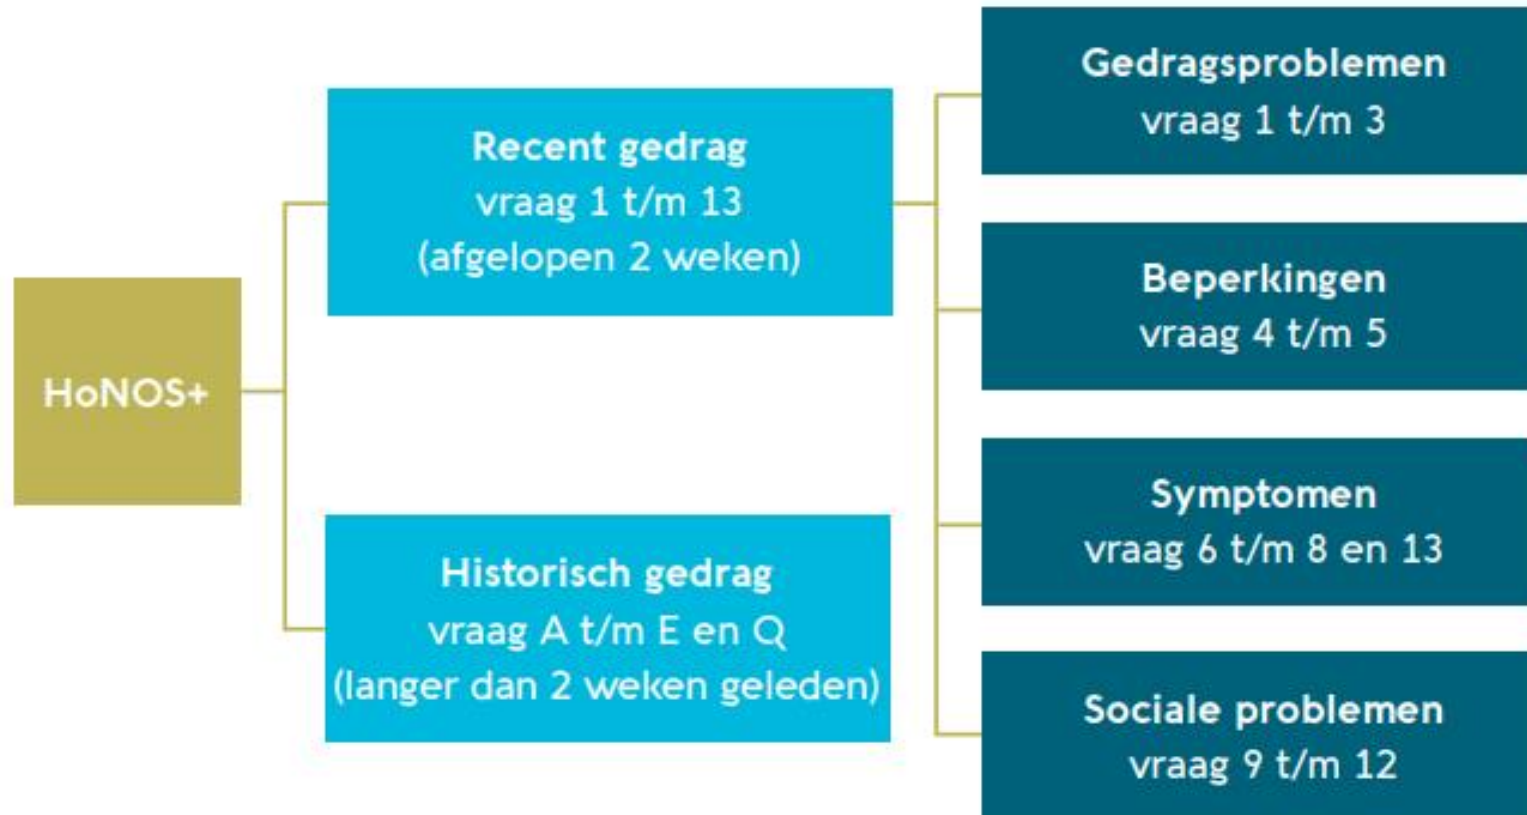 HoNOS+
Recent gedrag
vraag 1 t/m 13
(afgelopen 2 weken)
Historisch gedrag
vraag A t/m E en Q
(langer dan 2 weken geleden)
Gedragsproblemen
vraag 1 t/m 3
Beperkingen
vraag 4 t/m 5
Symptomen
vraag 6 t/m 8 en 13
Sociale problemen
vraag 9 t/m 12